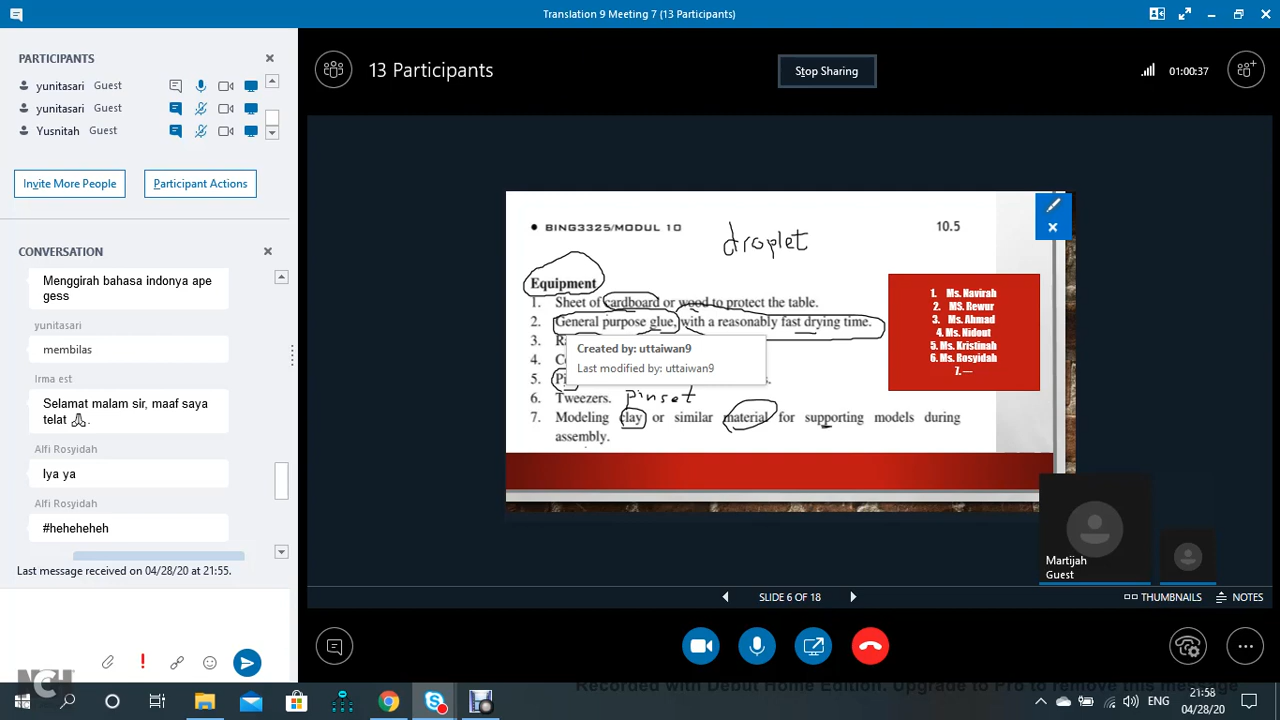 Translation 9 Meeting 7 (13 Participants)
PARTICIPANTS
yunitasari Guest
yunitasari Guest
Yusnitah Guest
Invite More People
Participant Actions
CONVERSATION
Menggirah bahasa indonya ape
gess
yunitasari
membilas
Irma est
Selamat malam sir, maaf saya
telat 🙏.
Alfi Rosyidah
Iya ya
Alfi Rosyidah
#heheheheh
Last message received on 04/28/20 at 21:55.
13 Participants
Stop Sharing
01:00:37
• BING3325/MODUL 10
10.5
droplet
Equipment
1. Sheet of cardboard or wood to protect the table.
2. General purpose glue, with a reasonably fast drying time.
3.
4.
5.
6. Tweezers. pinset
7. Modeling clay or similar material for supporting models during
assembly.
Created by: uttaiwan9
Last modified by: uttaiwan9
1. Ms. Navirah
2. MS. Rewur
3. Ms. Ahmad
4. Ms. Nidout
5. Ms. Kristinah
6. Ms. Rosyidah
7. ---
Martijah
Guest
SLIDE 6 OF 18
THUMBNAILS
NOTES
NCH
Recorded with Debut Home Edition. Upgrade to Pro to remove this message
ENG
21:58
04/28/20